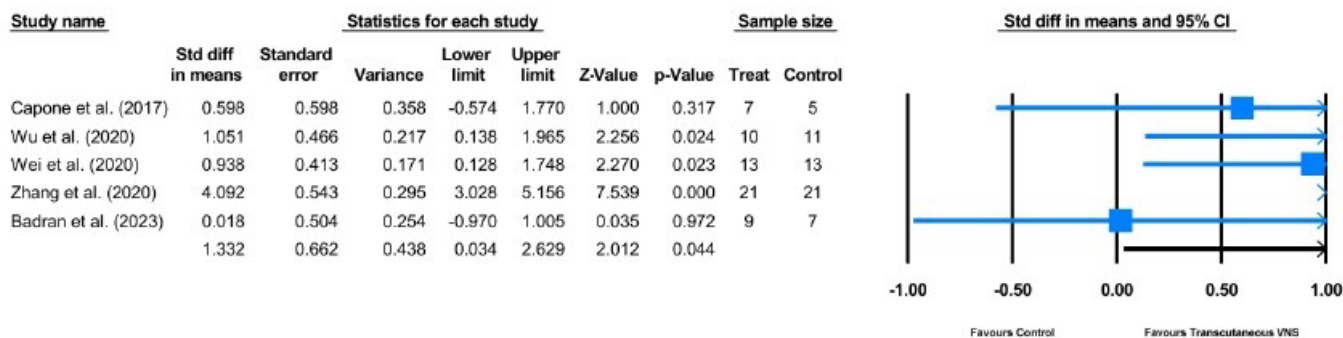 Study name Statistics for each study Sample size Std diff in means and 95% CI
Std diff in means Standard error Variance Lower limit Upper limit Z-Value p-Value Treat Control
Capone et al. (2017) 0.598 0.598 0.358 -0.574 1.770 1.000 0.317 7 5
Wu et al. (2020) 1.051 0.466 0.217 0.138 1.965 2.256 0.024 10 11
Wei et al. (2020) 0.938 0.413 0.171 0.128 1.748 2.270 0.023 13 13
Zhang et al. (2020) 4.092 0.543 0.295 3.028 5.156 7.539 0.000 21 21
Badran et al. (2023) 0.018 0.504 0.254 -0.970 1.005 0.035 0.972 9 7
1.332 0.662 0.438 0.034 2.629 2.012 0.044
-1.00 -0.50 0.00 0.50 1.00
Favours Control Favours Transcutaneous VNS